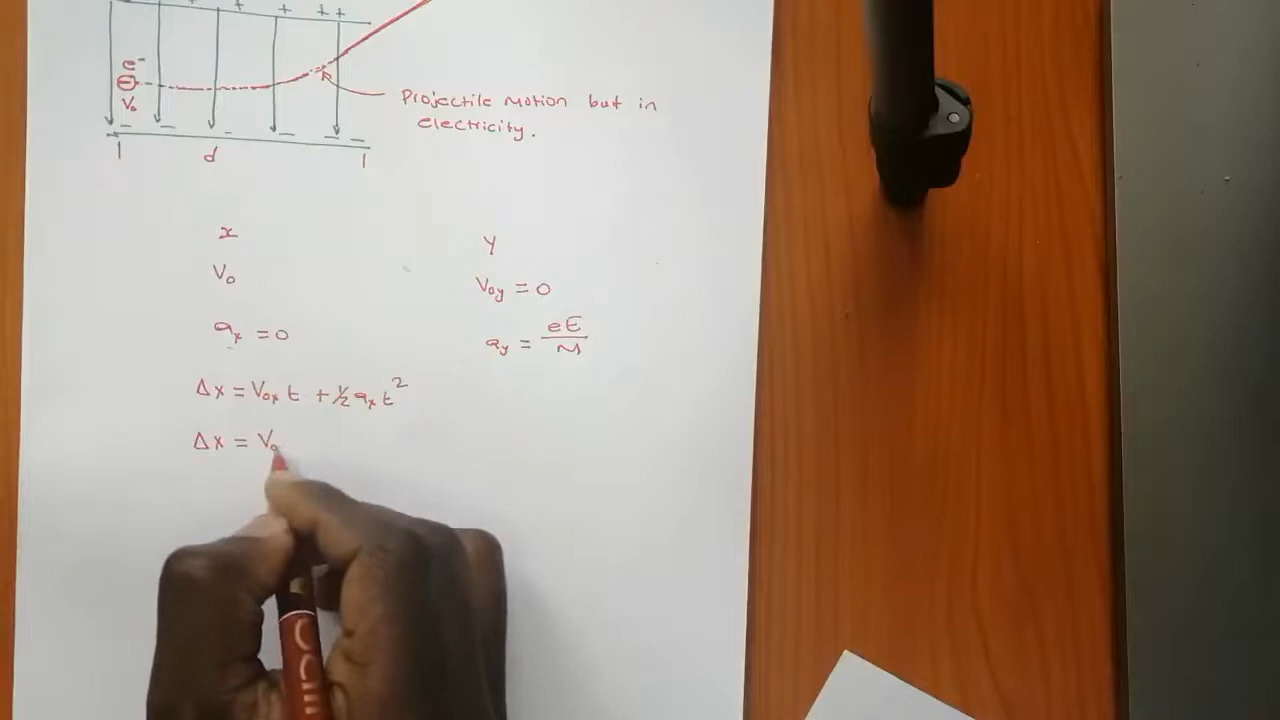 + + + + +
e⁻
⊖
V₀
Projectile Motion but in
electricity.
− − − − − −
d
x
y
V₀
V₀y = 0
aₓ = 0
a_y = eE/M
Δx = V₀ₓ t + ½ aₓ t²
Δx = V₀